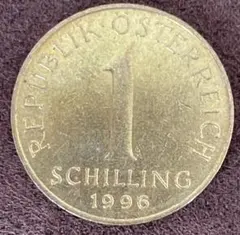 REPUBLIK ÖSTERREICH
1
SCHILLING
1996